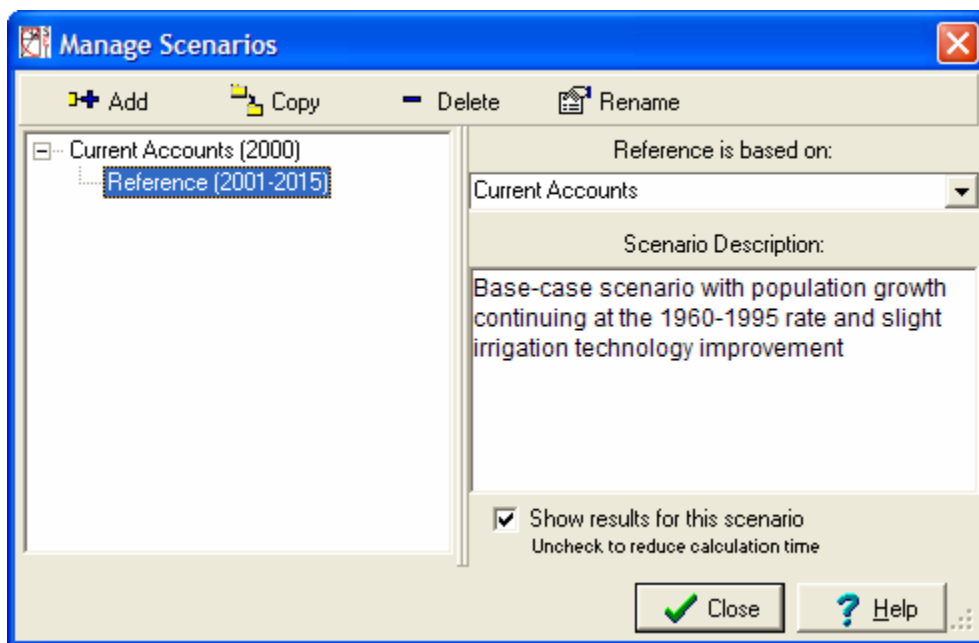 Manage Scenarios
Add Copy Delete Rename
Current Accounts (2000)
Reference (2001-2015)
Reference is based on:
Current Accounts
Scenario Description:
Base-case scenario with population growth
continuing at the 1960-1995 rate and slight
irrigation technology improvement
Show results for this scenario
Uncheck to reduce calculation time
Close Help